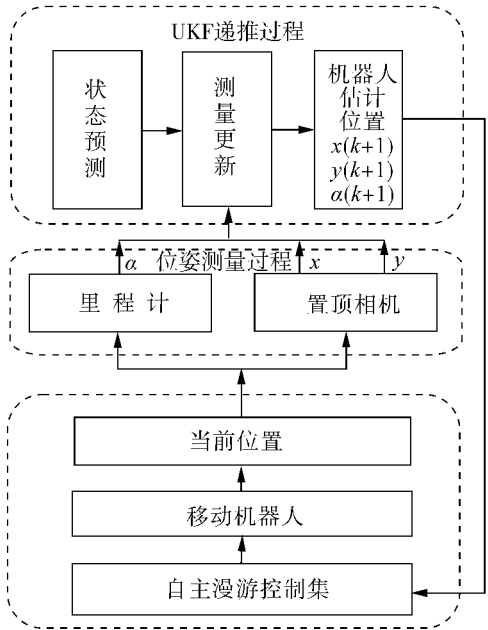 UKF递推过程
状态预测
测量更新
机器人
估计
位置
x(k+1)
y(k+1)
α(k+1)
α
位姿测量过程
x
y
里程计
置顶相机
当前位置
移动机器人
自主漫游控制集